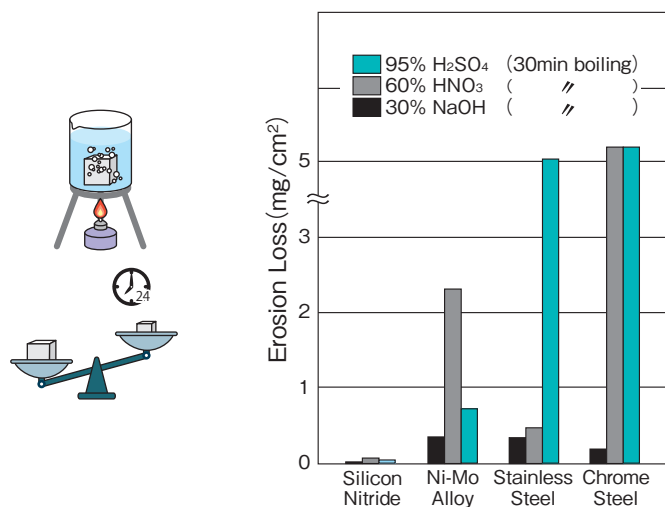 95% H₂SO₄ (30min boiling)
60% HNO₃ ( 〃 )
30% NaOH ( 〃 )
Erosion Loss (mg/cm²)
5
3
2
1
0
24
Silicon Nitride
Ni-Mo Alloy
Stainless Steel
Chrome Steel